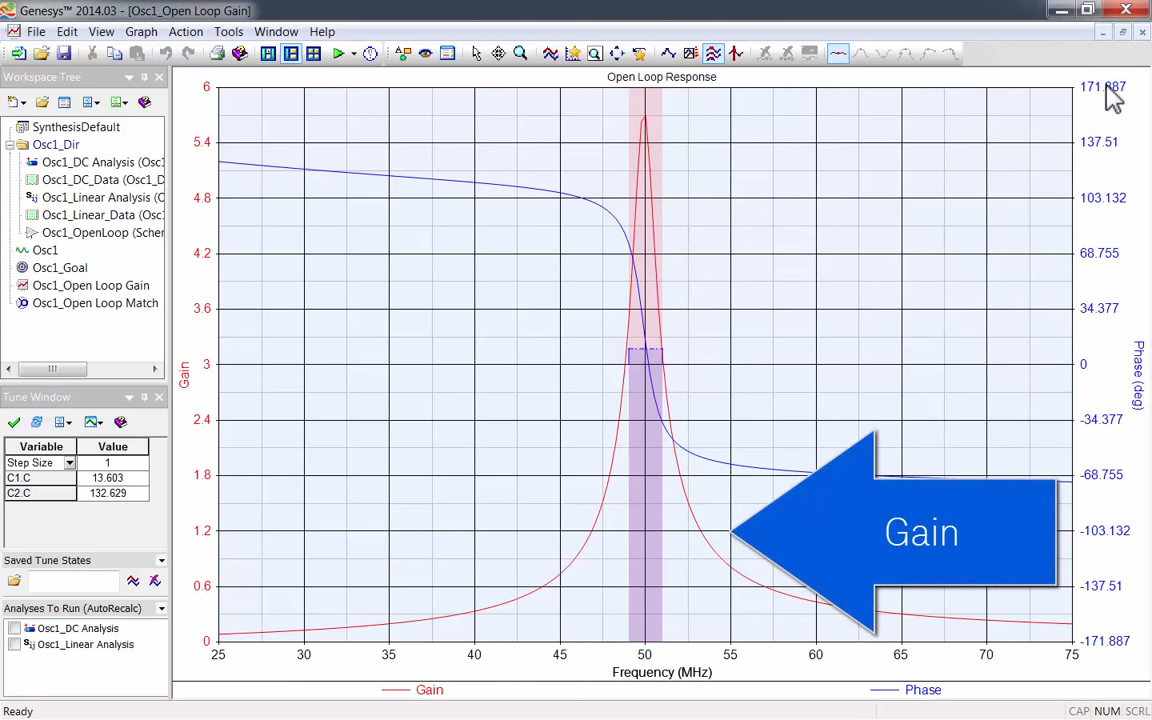 Genesys™ 2014.03 - [Osc1_Open Loop Gain]
File Edit View Graph Action Tools Window Help
Workspace Tree
SynthesisDefault
Osc1_Dir
Osc1_DC Analysis (Osc1
Osc1_DC_Data (Osc1_D
Osc1_Linear Analysis (O
Osc1_Linear_Data (Osc1
Osc1_OpenLoop (Scher
Osc1
Osc1_Goal
Osc1_Open Loop Gain
Osc1_Open Loop Match
Tune Window
Variable Value
Step Size 1
C1.C 13.603
C2.C 132.629
Saved Tune States
Analyses To Run (AutoRecalc)
Osc1_DC Analysis
Osc1_Linear Analysis
Open Loop Response
6
5.4
4.8
4.2
3.6
3
2.4
1.8
1.2
0.6
0
Gain
171.887
137.51
103.132
68.755
34.377
0
-34.377
-68.755
-103.132
-137.51
-171.887
Phase (deg)
Gain
25 30 35 40 45 50 55 60 65 70 75
Frequency (MHz)
Gain Phase
Ready CAP NUM SCRL